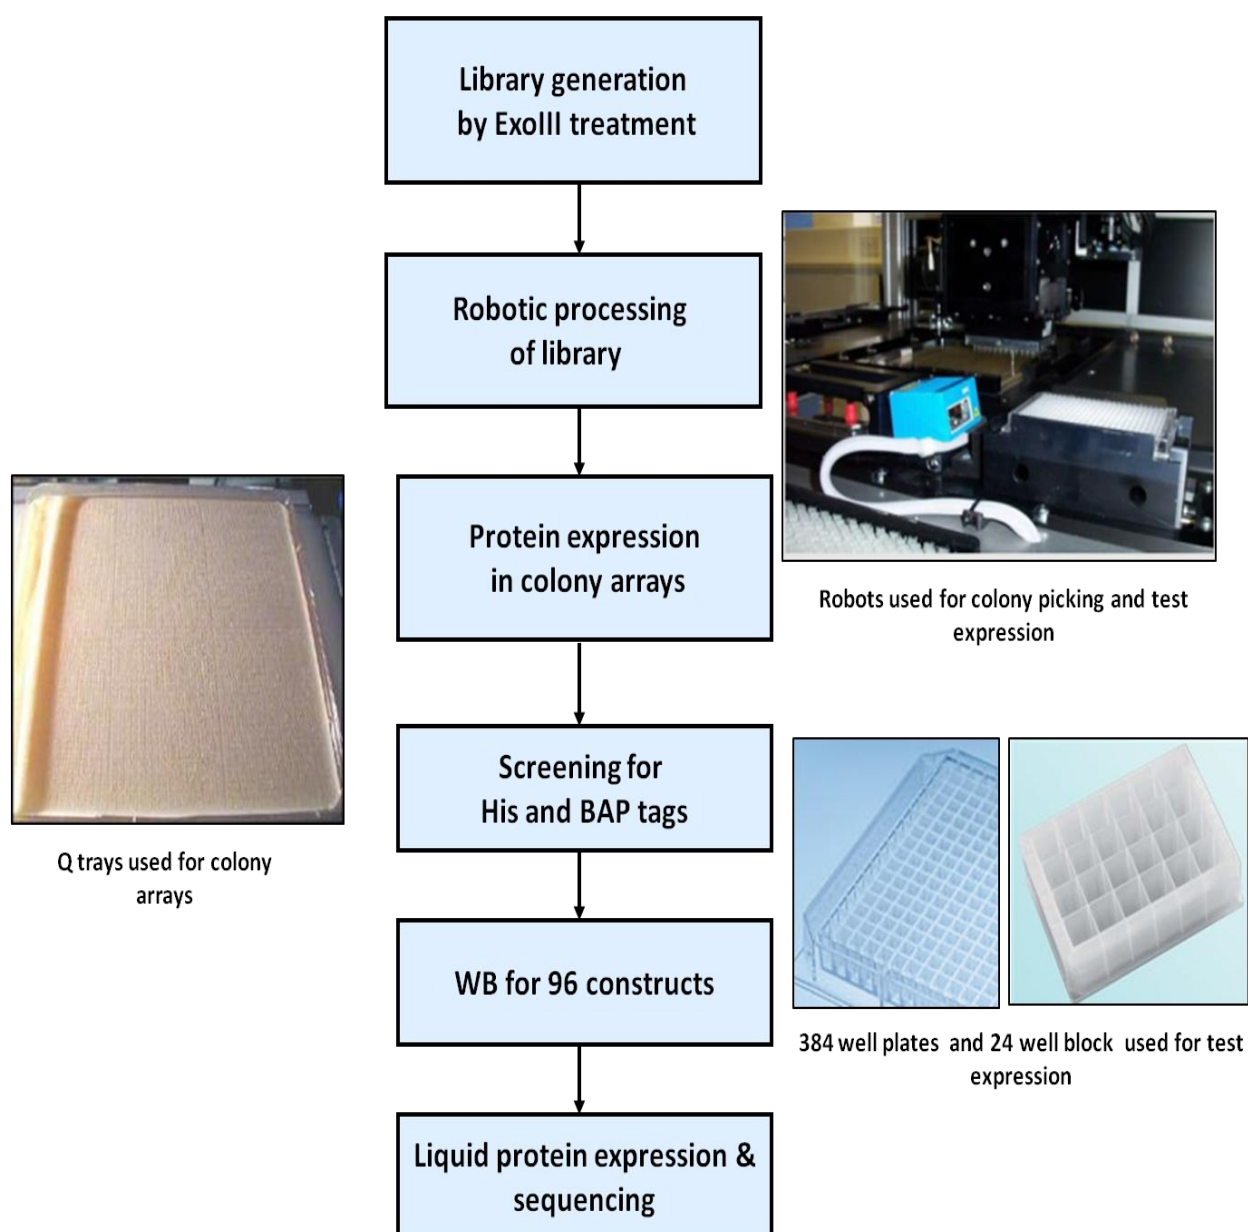 Library generation
by ExoIII treatment
Robotic processing
of library
Protein expression
in colony arrays
Robots used for colony picking and test
expression
Screening for
His and BAP tags
Q trays used for colony
arrays
WB for 96 constructs
384 well plates and 24 well block used for test
expression
Liquid protein expression &
sequencing